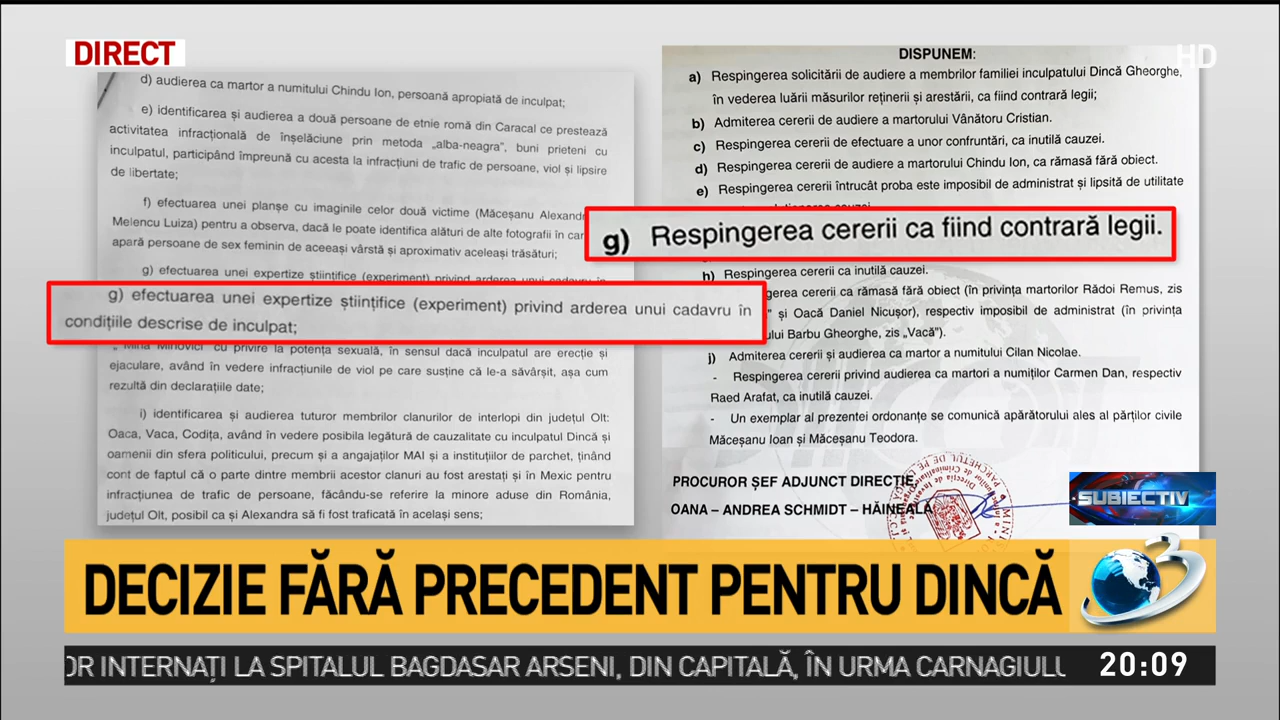 DIRECT
HD
d) audierea ca martor a numitului Chindu Ion, persoană apropiată de inculpat;
e) identificarea și audierea a două persoane de etnie romă din Caracal ce prestează
activitatea infracțională de înșelăciune prin metoda „alba-neagra”, buni prieteni cu
inculpatul, participând împreună cu acesta la infracțiuni de trafic de persoane, viol și lipsire
de libertate;
f) efectuarea unei planșe cu imaginile celor două victime (Măceșanu Alexandra
Melencu Luiza) pentru a observa, dacă le poate identifica alături de alte fotografii în car
apară persoane de sex feminin de aceeași vârstă și aproximativ aceleași trăsături;
g) efectuarea unei expertize științifice (experiment) privind arderea unui cadavru în
g) efectuarea unei expertize științifice (experiment) privind arderea unui cadavru în
condițiile descrise de inculpat;
„Mina Minovici” cu privire la potența sexuală, în sensul dacă inculpatul are erecție și
ejaculare, având în vedere infracțiunile de viol pe care susține că le-a săvârșit, așa cum
rezultă din declarațiile date;
i) identificarea și audierea tuturor membrilor clanurilor de interlopi din județul Olt:
Oaca, Vaca, Codița, având în vedere posibila legătură de cauzalitate cu inculpatul Dincă și
oamenii din sfera politicului, precum și a angajaților MAI și a instituțiilor de parchet, ținând
cont de faptul că o parte dintre membrii acestor clanuri au fost arestați și în Mexic pentru
infracțiunea de trafic de persoane, făcându-se referire la minore aduse din România,
județul Olt, posibil ca și Alexandra să fi fost traficată în același sens;
DISPUNEM:
a) Respingerea solicitării de audiere a membrilor familiei inculpatului Dincă Gheorghe,
în vederea luării măsurilor reținerii și arestării, ca fiind contrară legii;
b) Admiterea cererii de audiere a martorului Vânătoru Cristian.
c) Respingerea cererii de efectuare a unor confruntări, ca inutilă cauzei.
d) Respingerea cererii de audiere a martorului Chindu Ion, ca rămasă fără obiect.
e) Respingerea cererii întrucât proba este imposibil de administrat și lipsită de utilitate
g) Respingerea cererii ca fiind contrară legii.
h) Respingerea cererii ca inutilă cauzei.
gerea cererii ca rămasă fără obiect (în privința martorilor Rădoi Remus, zis
” și Oacă Daniel Nicușor), respectiv imposibil de administrat (în privința
ului Barbu Gheorghe, zis „Vacă”).
j) Admiterea cererii și audierea ca martor a numitului Cilan Nicolae.
- Respingerea cererii privind audierea ca martori a numiților Carmen Dan, respectiv
Raed Arafat, ca inutilă cauzei.
- Un exemplar al prezentei ordonanțe se comunică apărătorului ales al părților civile
Măceșanu Ioan și Măceșanu Teodora.
PROCUROR ȘEF ADJUNCT DIRECȚIE
OANA – ANDREA SCHMIDT – HĂINEALĂ
SUBIECTIV
DECIZIE FĂRĂ PRECEDENT PENTRU DINCĂ
3
OR INTERNAȚI LA SPITALUL BAGDASAR ARSENI, DIN CAPITALĂ, ÎN URMA CARNAGIULU
20:09